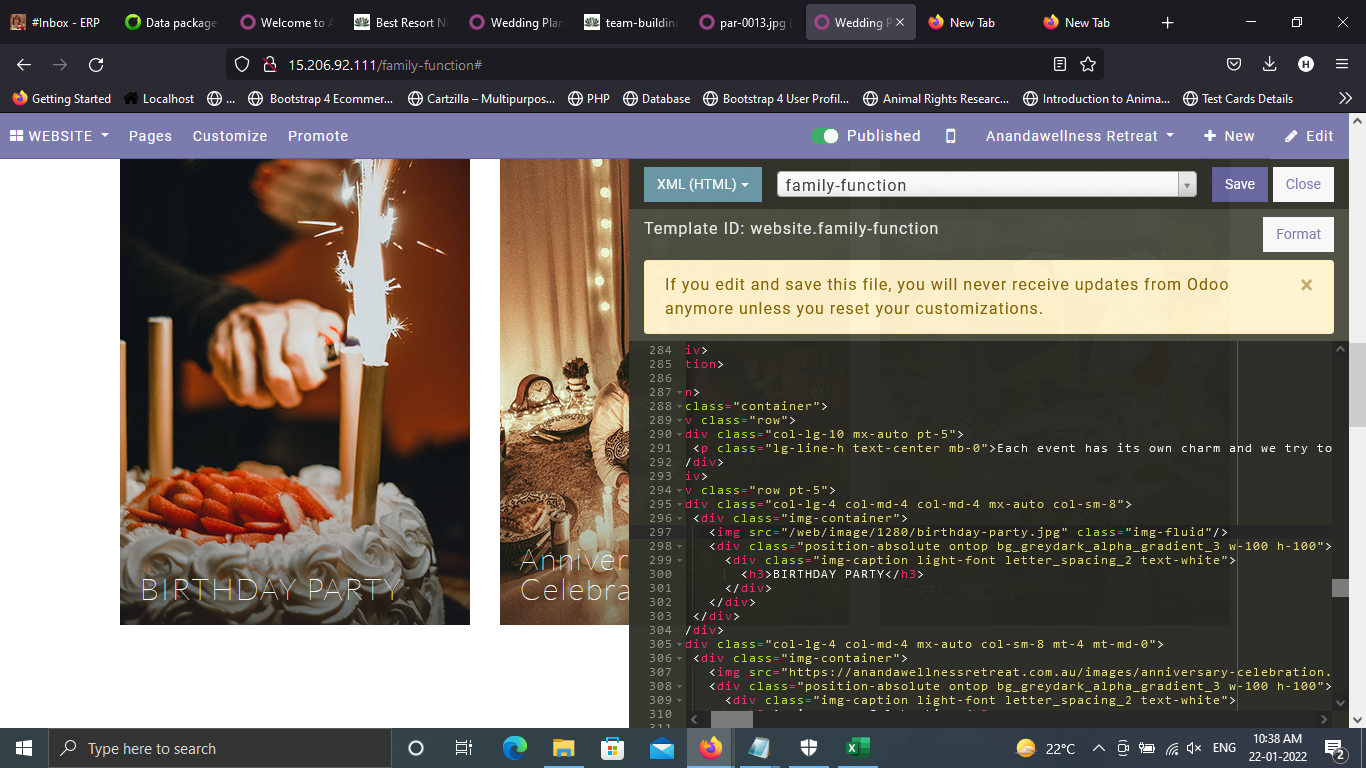 #Inbox - ERP
Data package
Welcome to A
Best Resort N
Wedding Plan
team-building
par-0013.jpg (
Wedding P
New Tab
New Tab
15.206.92.111/family-function#
Getting Started
Localhost
...
Bootstrap 4 Ecommer...
Cartzilla – Multipurpos...
PHP
Database
Bootstrap 4 User Profil...
Animal Rights Researc...
Introduction to Anima...
Test Cards Details
WEBSITE
Pages
Customize
Promote
Published
Anandawellness Retreat
New
Edit
XML (HTML)
family-function
Save
Close
Template ID: website.family-function
Format
If you edit and save this file, you will never receive updates from Odoo
anymore unless you reset your customizations.
284 iv>
285 tion>
286
287 n>
288 class="container">
289 v class="row">
290 div class="col-lg-10 mx-auto pt-5">
291 <p class="lg-line-h text-center mb-0">Each event has its own charm and we try to
292 /div>
293 iv>
294 v class="row pt-5">
295 div class="col-lg-4 col-md-4 col-md-4 mx-auto col-sm-8">
296 <div class="img-container">
297 <img src="/web/image/1280/birthday-party.jpg" class="img-fluid"/>
298 <div class="position-absolute ontop bg_greydark_alpha_gradient_3 w-100 h-100">
299 <div class="img-caption light-font letter_spacing_2 text-white">
300 <h3>BIRTHDAY PARTY</h3>
301 </div>
302 </div>
303 </div>
304 /div>
305 div class="col-lg-4 col-md-4 mx-auto col-sm-8 mt-4 mt-md-0">
306 <div class="img-container">
307 <img src="https://anandawellnessretreat.com.au/images/anniversary-celebration.
308 <div class="position-absolute ontop bg_greydark_alpha_gradient_3 w-100 h-100">
309 <div class="img-caption light-font letter_spacing_2 text-white">
310
BIRTHDAY PARTY
Anniver
Celebra
Reunion
Type here to search
22°C
ENG
10:38 AM
22-01-2022
2